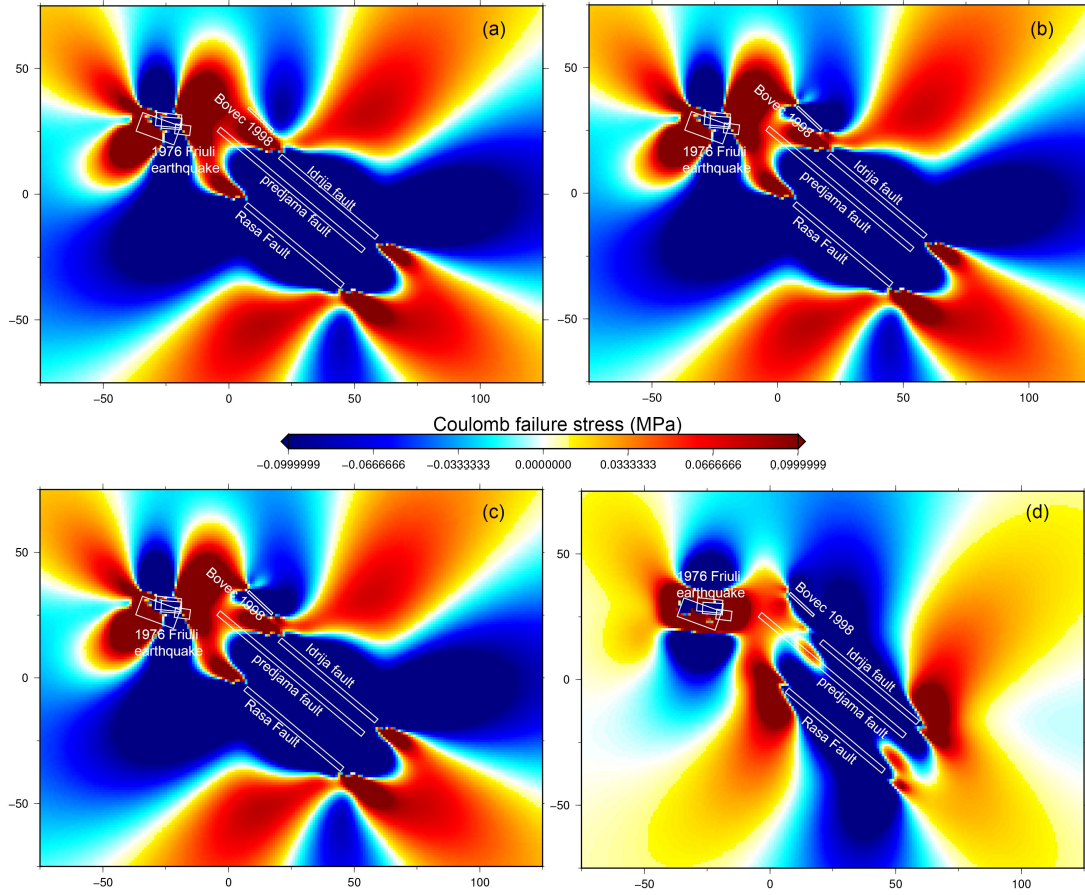 (a)
50
0
−50
−50
0
50
100
Bovec 1998
1976 Friuli
earthquake
Idrija fault
predjama fault
Rasa Fault
(b)
50
0
−50
−50
0
50
100
Bovec 1998
1976 Friuli
earthquake
Idrija fault
predjama fault
Rasa Fault
Coulomb failure stress (MPa)
−0.0999999 −0.0666666 −0.0333333 0.0000000 0.0333333 0.0666666 0.0999999
(c)
50
0
−50
−50
0
50
100
Bovec 1998
1976 Friuli
earthquake
Idrija fault
predjama fault
Rasa Fault
(d)
50
0
−50
−50
0
50
100
1976 Friuli
earthquake
Bovec 1998
Idrija fault
predjama fault
Rasa Fault